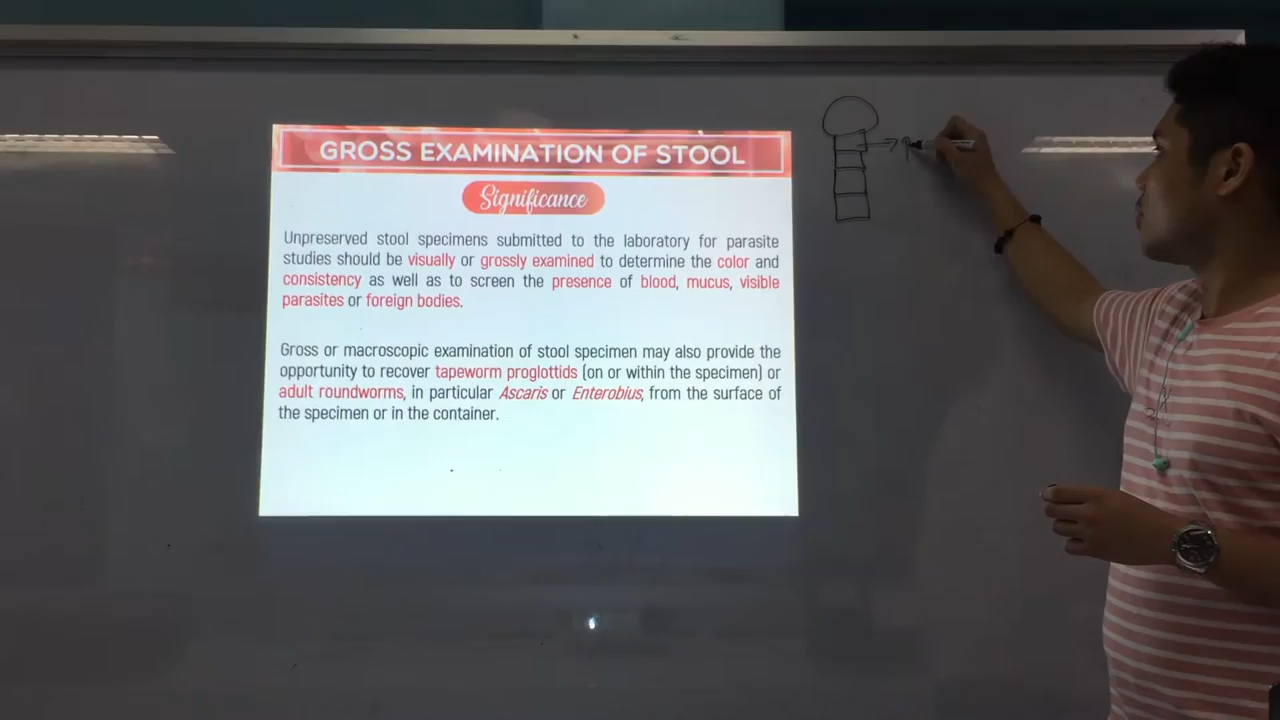 GROSS EXAMINATION OF STOOL
Significance
Unpreserved stool specimens submitted to the laboratory for parasite
studies should be visually or grossly examined to determine the color and
consistency as well as to screen the presence of blood, mucus, visible
parasites or foreign bodies.
Gross or macroscopic examination of stool specimen may also provide the
opportunity to recover tapeworm proglottids (on or within the specimen) or
adult roundworms, in particular Ascaris or Enterobius, from the surface of
the specimen or in the container.